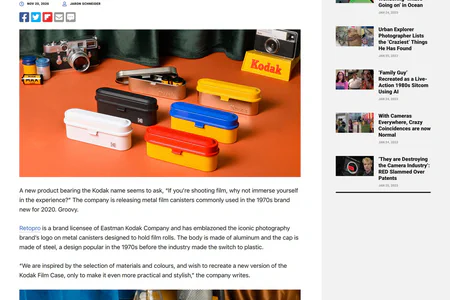 NOV 20, 2020
JARON SCHNEIDER
Kodak
A new product bearing the Kodak name seems to ask, "If you're shooting film, why not immerse yourself
in the experience?" The company is releasing metal film canisters commonly used in the 1970s brand
new for 2020. Groovy.
Retopro is a brand licensee of Eastman Kodak Company and has emblazoned the iconic photography
brand's logo on metal canisters designed to hold film rolls. The body is made of aluminum and the cap is
made of steel, a design popular in the 1970s before the industry made the switch to plastic.
"We are inspired by the selection of materials and colours, and wish to recreate a new version of the
Kodak Film Case, only to make it even more practical and stylish," the company writes.
Going on' in Ocean
Urban Explorer
Photographer Lists
the 'Craziest' Things
He Has Found
'Family Guy'
Recreated as a Live-
Action 1980s Sitcom
Using AI
With Cameras
Everywhere, Crazy
Coincidences are now
Normal
'They are Destroying
the Camera Industry':
RED Slammed Over
Patents